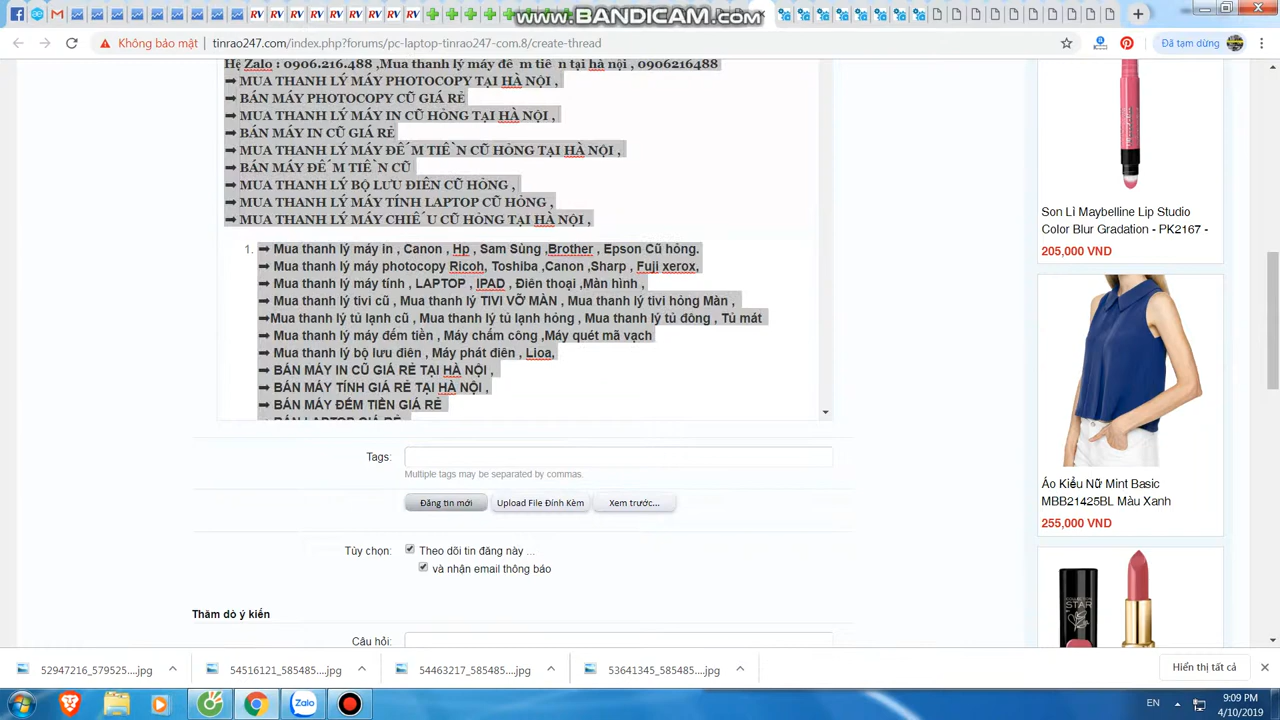 www.BANDICAM.com
Không bảo mật
tinrao247.com/index.php?forums/pc-laptop-tinrao247-com.8/create-thread
Đã tạm dừng
Hệ Zalo : 0906.216.488 ,Mua thanh lý máy đếm tiền tại hà nội , 0906216488
➡ MUA THANH LÝ MÁY PHOTOCOPY TẠI HÀ NỘI ,
➡ BÁN MÁY PHOTOCOPY CŨ GIÁ RẺ
➡ MUA THANH LÝ MÁY IN CŨ HỎNG TẠI HÀ NỘI ,
➡ BÁN MÁY IN CŨ GIÁ RẺ
➡ MUA THANH LÝ MÁY ĐẾM TIỀN CŨ HỎNG TẠI HÀ NỘI ,
➡ BÁN MÁY ĐẾM TIỀN CŨ
➡ MUA THANH LÝ BỘ LƯU ĐIÊN CŨ HỎNG ,
➡ MUA THANH LÝ MÁY TÍNH LAPTOP CŨ HỎNG ,
➡ MUA THANH LÝ MÁY CHIẾU CŨ HỎNG TẠI HÀ NỘI ,
1. ➡ Mua thanh lý máy in , Canon , Hp , Sam Sùng ,Brother , Epson Cũ hỏng.
➡ Mua thanh lý máy photocopy Ricoh, Toshiba ,Canon ,Sharp , Fuji xerox,
➡ Mua thanh lý máy tính , LAPTOP , IPAD , Điên thoại ,Màn hình ,
➡ Mua thanh lý tivi cũ , Mua thanh lý TIVI VỠ MÀN , Mua thanh lý tivi hỏng Màn ,
➡Mua thanh lý tủ lạnh cũ , Mua thanh lý tủ lạnh hỏng , Mua thanh lý tủ đông , Tủ mát
➡ Mua thanh lý máy đếm tiền , Máy chấm công ,Máy quét mã vạch
➡ Mua thanh lý bộ lưu điên , Máy phát điên , Lioa,
➡ BÁN MÁY IN CŨ GIÁ RẺ TẠI HÀ NỘI ,
➡ BÁN MÁY TÍNH GIÁ RẺ TẠI HÀ NỘI ,
➡ BÁN MÁY ĐẾM TIỀN GIÁ RẺ
➡ BÁN LAPTOP GIÁ RẺ
Tags:
Multiple tags may be separated by commas.
Đăng tin mới
Upload File Đính Kèm
Xem trước...
Tùy chọn:
Theo dõi tin đăng này ...
và nhận email thông báo
Thăm dò ý kiến
Câu hỏi:
Son Lì Maybelline Lip Studio
Color Blur Gradation - PK2167 -
205,000 VND
Áo Kiểu Nữ Mint Basic
MBB21425BL Màu Xanh
255,000 VND
52947216_579525....jpg
54516121_585485....jpg
54463217_585485....jpg
53641345_585485....jpg
Hiển thị tất cả
Zalo
EN
9:09 PM
4/10/2019